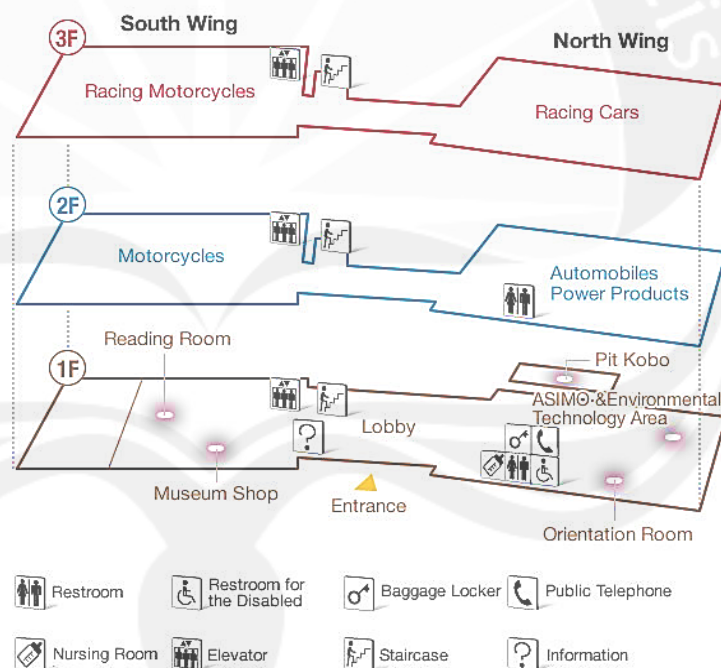 South Wing
North Wing
3F
Racing Motorcycles
Racing Cars
2F
Motorcycles
Automobiles
Power Products
1F
Reading Room
Pit Kobo
ASIMO &Environmental
Technology Area
Lobby
?
Museum Shop
Entrance
Orientation Room
Restroom
Restroom for
the Disabled
Baggage Locker
Public Telephone
Nursing Room
Elevator
Staircase
?
Information